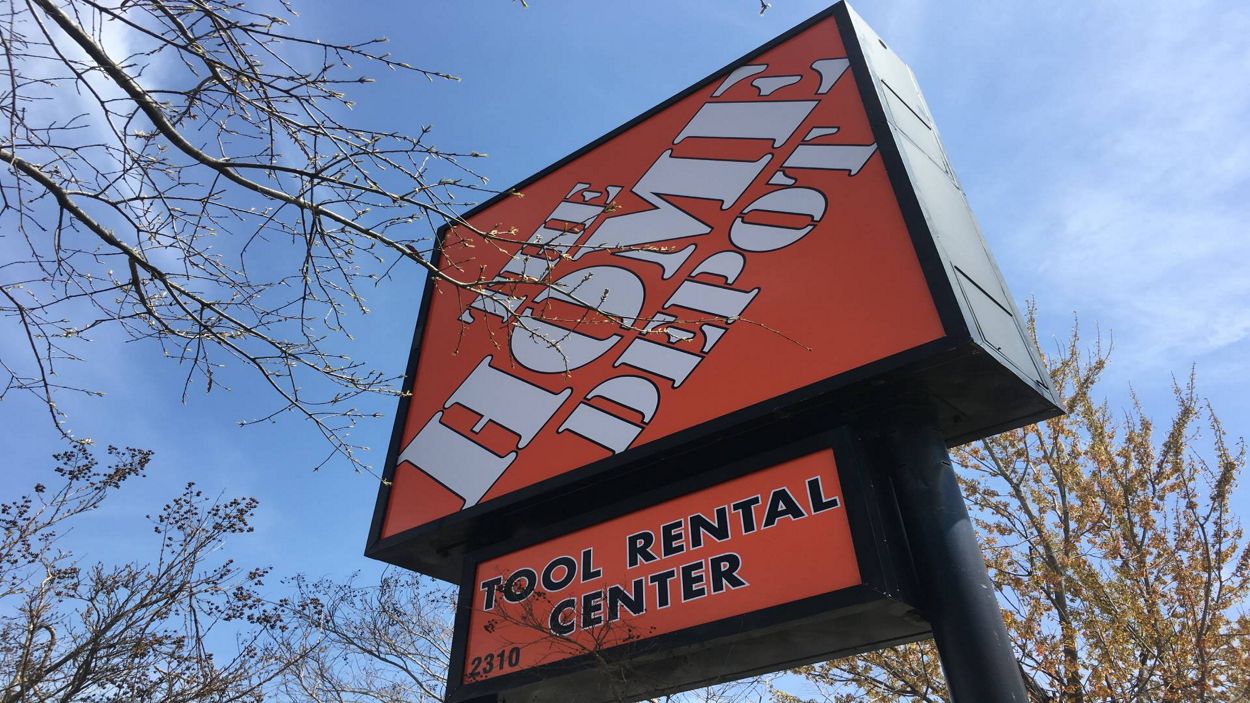 THE
HOME
DEPOT
TOOL RENTAL
CENTER
2310